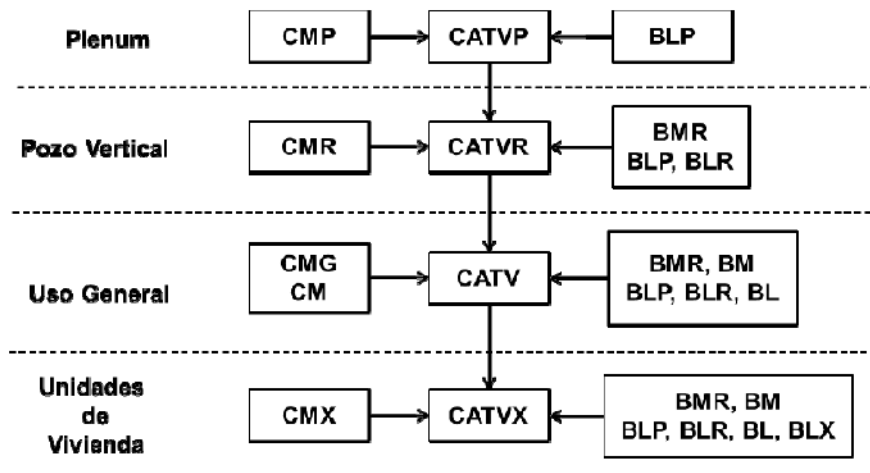 Plenum
CMP
CATVP
BLP
Pozo Vertical
CMR
CATVR
BMR
BLP, BLR
Uso General
CMG
CM
CATV
BMR, BM
BLP, BLR, BL
Unidades
de
Vivienda
CMX
CATVX
BMR, BM
BLP, BLR, BL, BLX